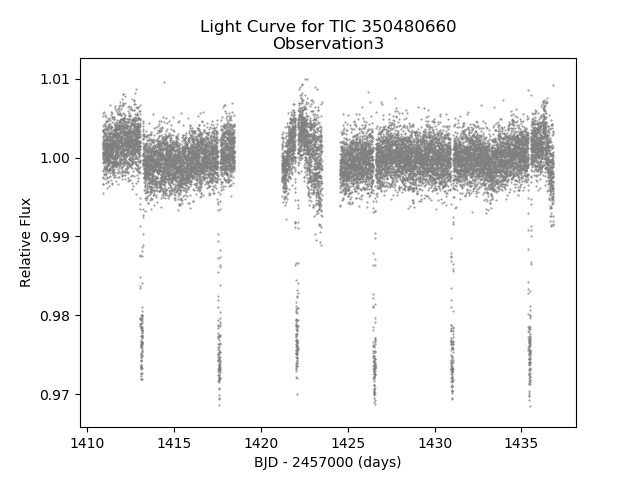 Light Curve for TIC 350480660
Observation3
1.01
1.00
0.99
0.98
0.97
Relative Flux
1410 1415 1420 1425 1430 1435
BJD - 2457000 (days)